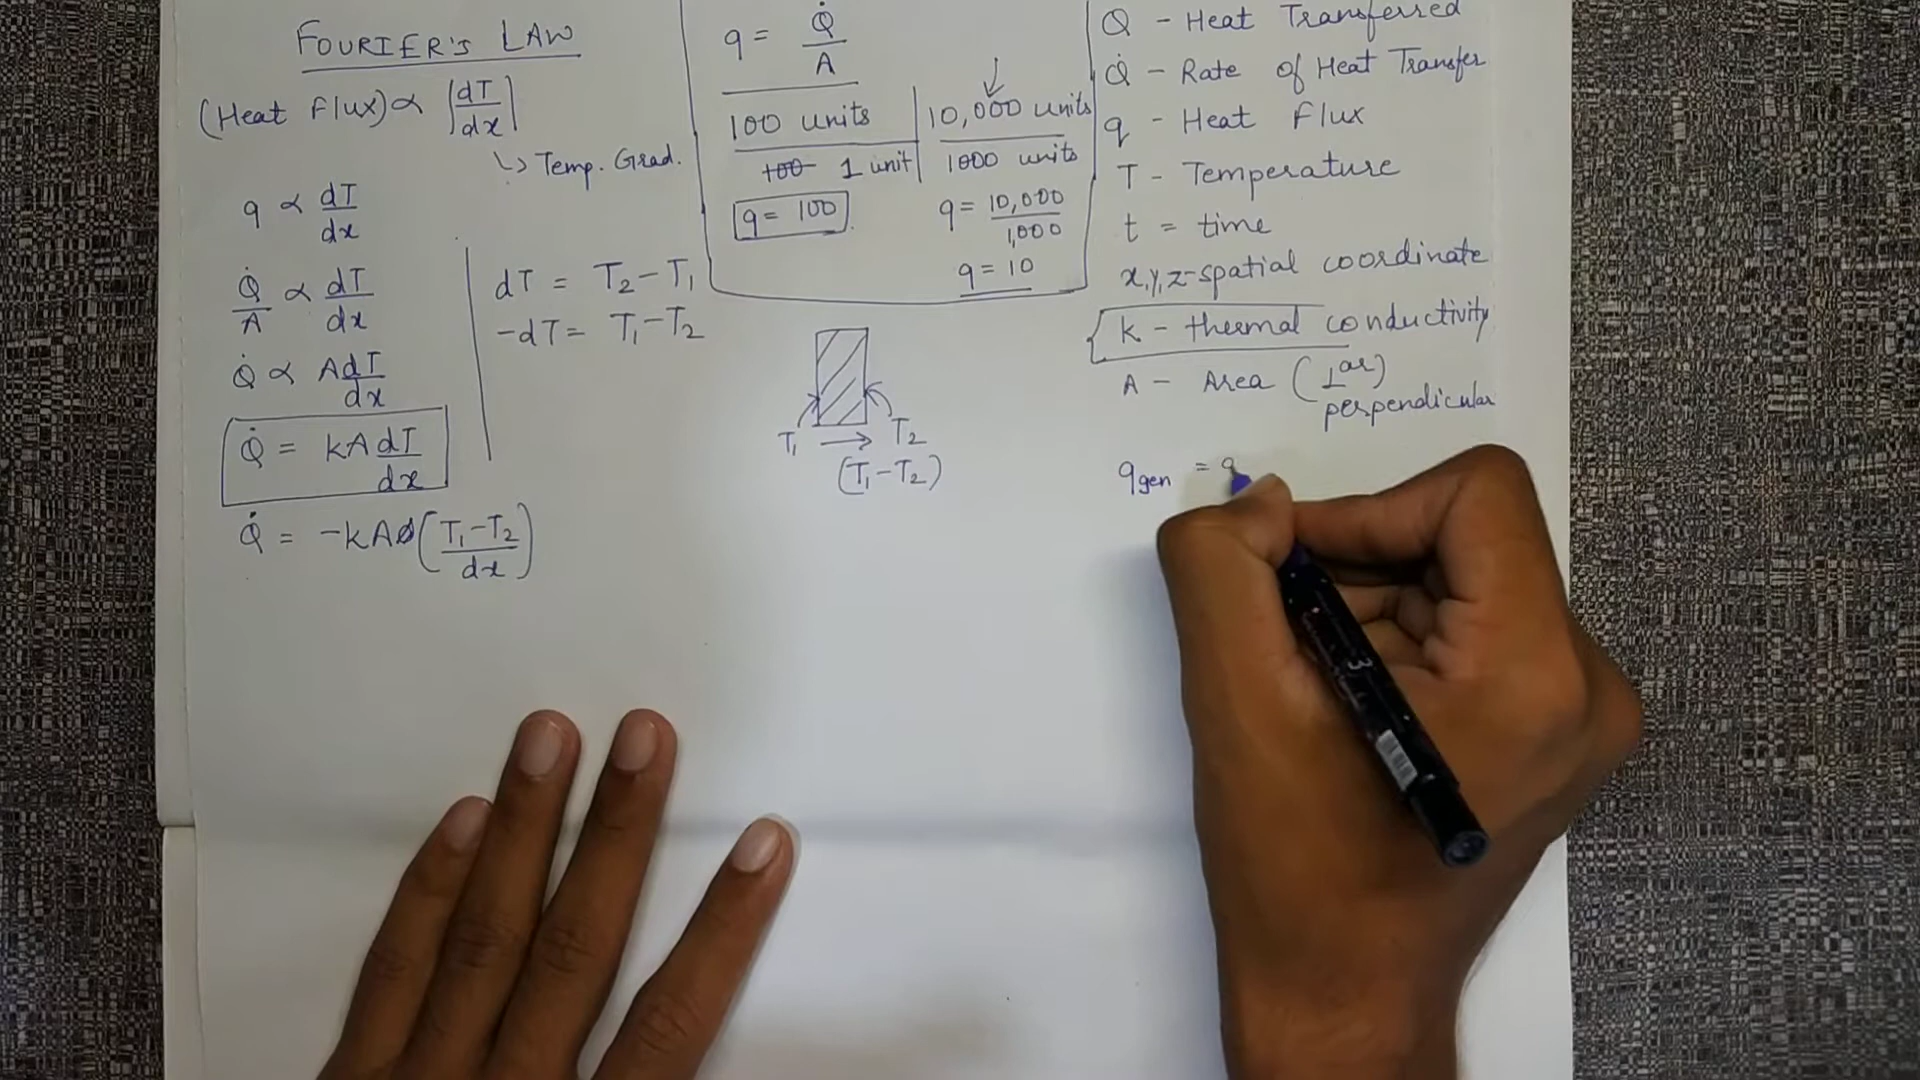 FOURIER'S LAW
(Heat Flux) ∝ |dT/dx|
↳ Temp. Grad.
q ∝ dT/dx
Q̇/A ∝ dT/dx
Q̇ ∝ A dT/dx
Q̇ = kA dT/dx
Q̇ = -kA (T₁-T₂/dx)
dT = T₂-T₁
-dT = T₁-T₂
q = Q̇/A
100 units
100 1 unit
q = 100
10,000 units
1000 units
q = 10,000/1,000
q = 10
T₁ → T₂
(T₁-T₂)
Q - Heat Transferred
Q̇ - Rate of Heat Transfer
q - Heat Flux
T - Temperature
t = time
x,y,z-spatial coordinate
k - thermal conductivity
A - Area (⊥ar)
perpendicular
qgen =
3